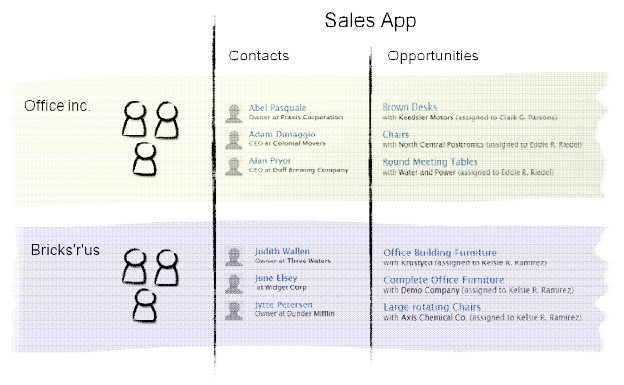 Sales App
Contacts
Opportunities
Office inc.
Abel Pasquale
Owner at Praxis Corporation
Adam Dimaggio
CEO at Colonial Movers
Alan Pryor
CEO at Duff Brewing Company
Brown Desks
with Keedsler Motors (assigned to Clark G. Parsons)
Chairs
with North Central Positronics (assigned to Eddie R. Riedel)
Round Meeting Tables
with Water and Power (assigned to Eddie R. Riedel)
Bricks'r'us
Judith Wallen
Owner at Three Waters
June Elsey
at Widget Corp
Jytte Petersen
Owner at Dunder Mifflin
Office Building Furniture
with Krustyco (assigned to Kelsie R. Ramirez)
Complete Office Furniture
with Demo Company (assigned to Kelsie R. Ramirez)
Large rotating Chairs
with Axis Chemical Co. (assigned to Kelsie R. Ramirez)